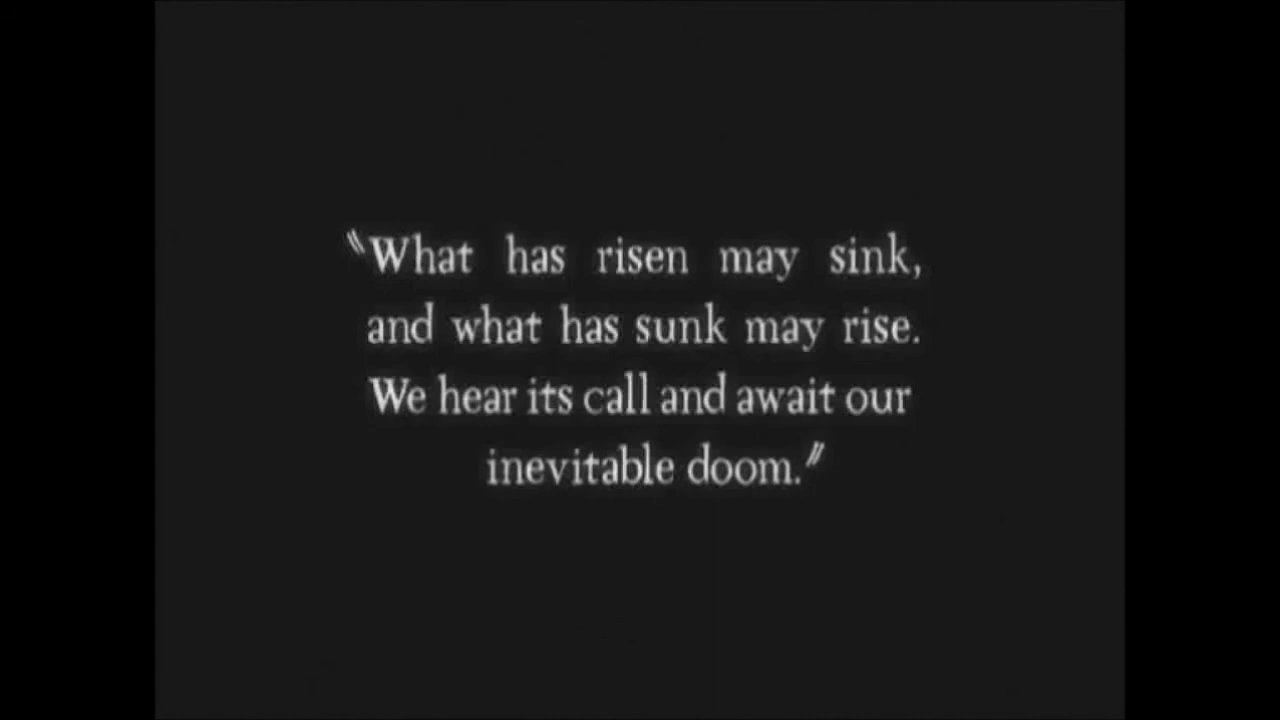 "What has risen may sink,
and what has sunk may rise.
We hear its call and await our
inevitable doom."